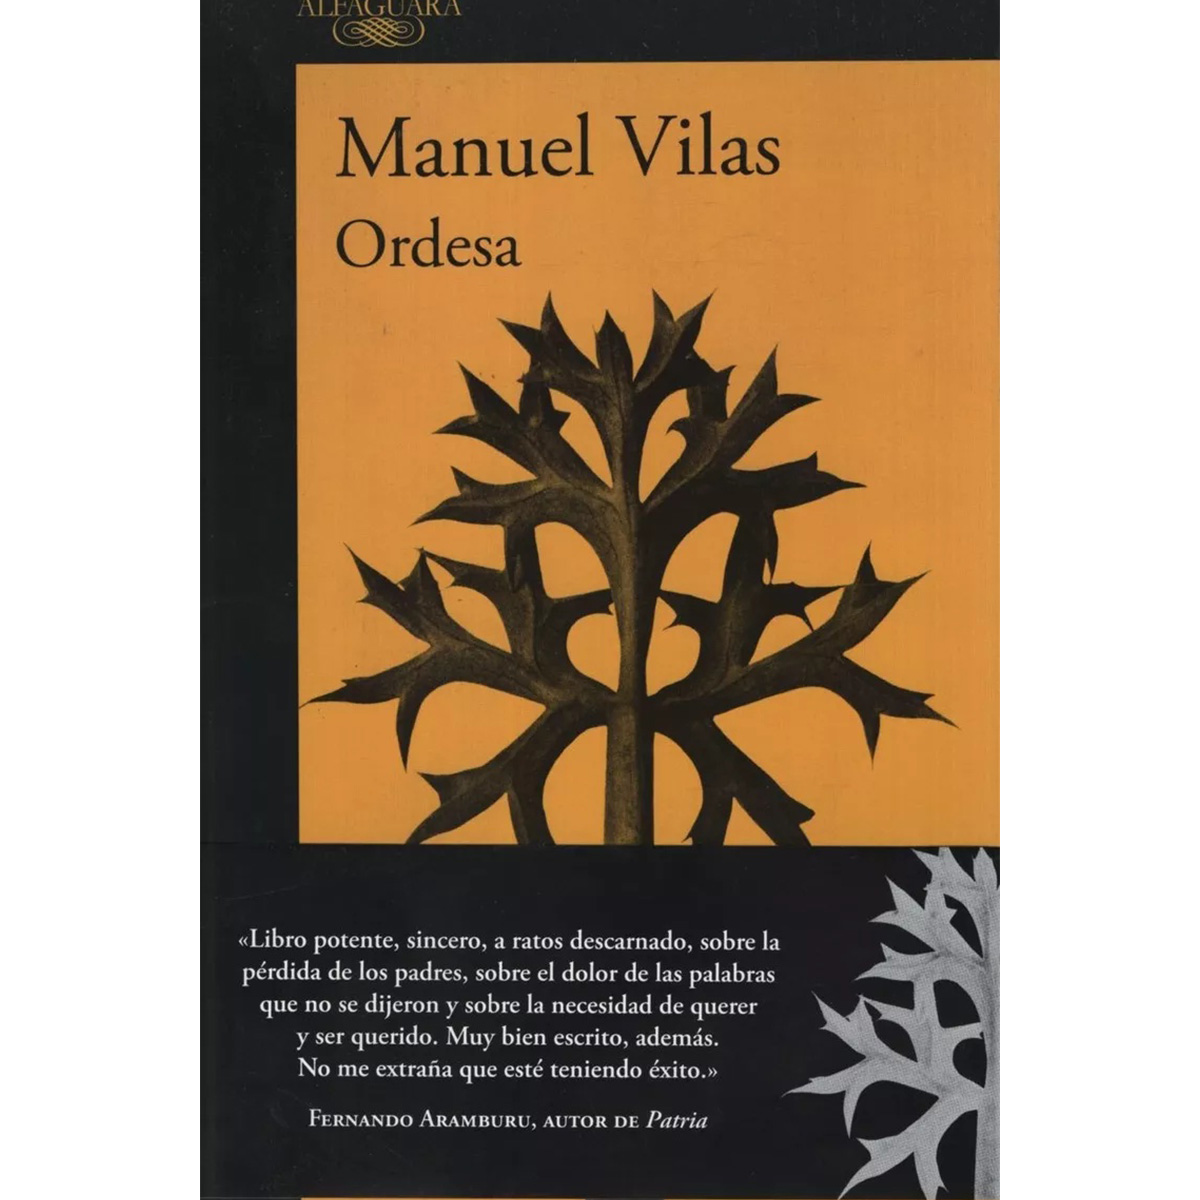 ALFAGUARA
Manuel Vilas
Ordesa
«Libro potente, sincero, a ratos descarnado, sobre la
pérdida de los padres, sobre el dolor de las palabras
que no se dijeron y sobre la necesidad de querer
y ser querido. Muy bien escrito, además.
No me extraña que esté teniendo éxito.»
FERNANDO ARAMBURU, AUTOR DE Patria